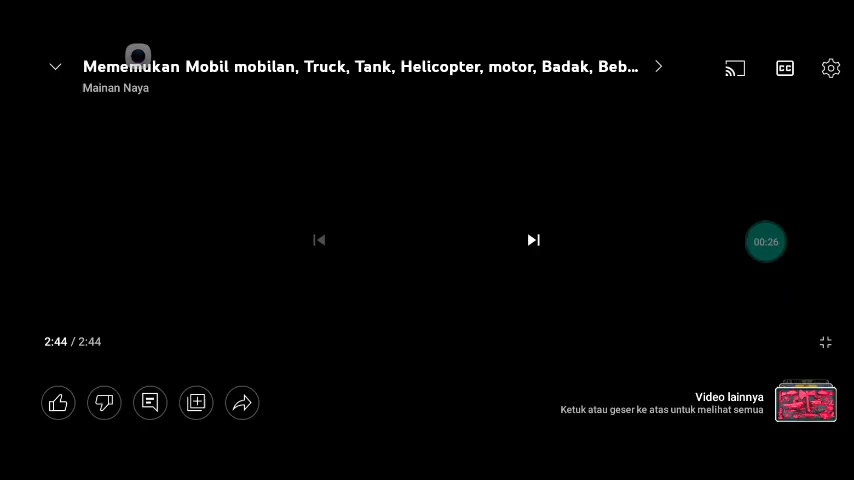 Mememukan Mobil mobilan, Truck, Tank, Helicopter, motor, Badak, Beb...
Mainan Naya
CC
00:26
2:44 / 2:44
Video lainnya
Ketuk atau geser ke atas untuk melihat semua